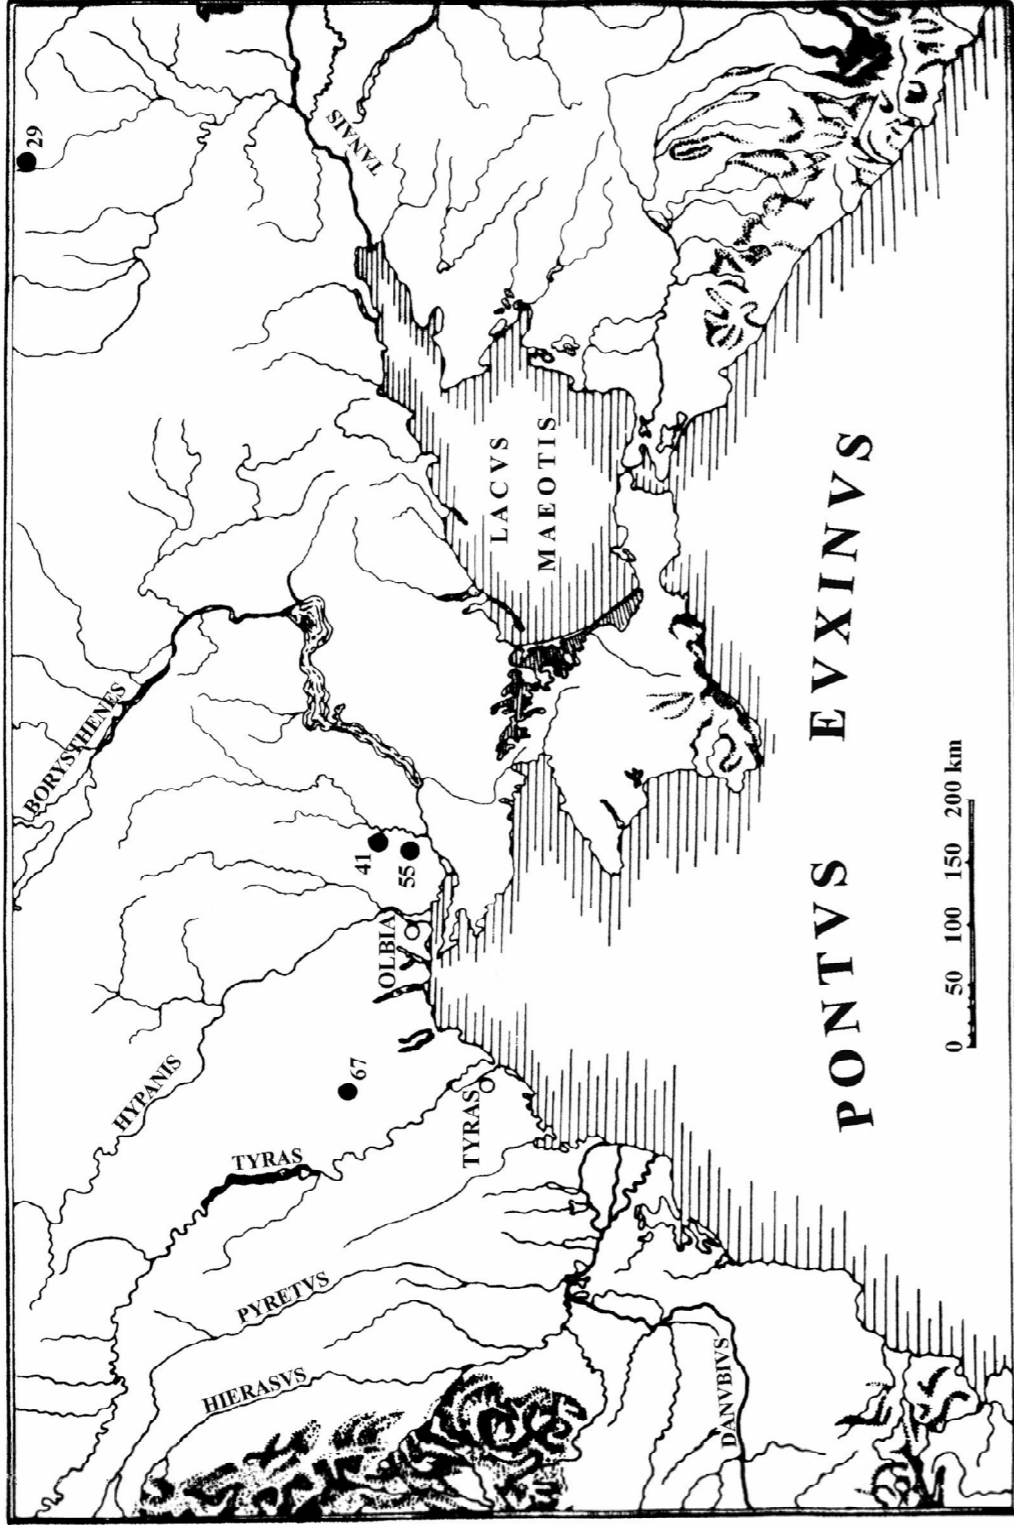 29
TANAIS
BORYSTHENES
LACVS
MAEOTIS
41
55
OLBIA
HYPANIS
67
TYRAS
TYRAS
PYRETVS
HIERASVS
DANVBIVS
PONTVS EVXINVS
0 50 100 150 200 km